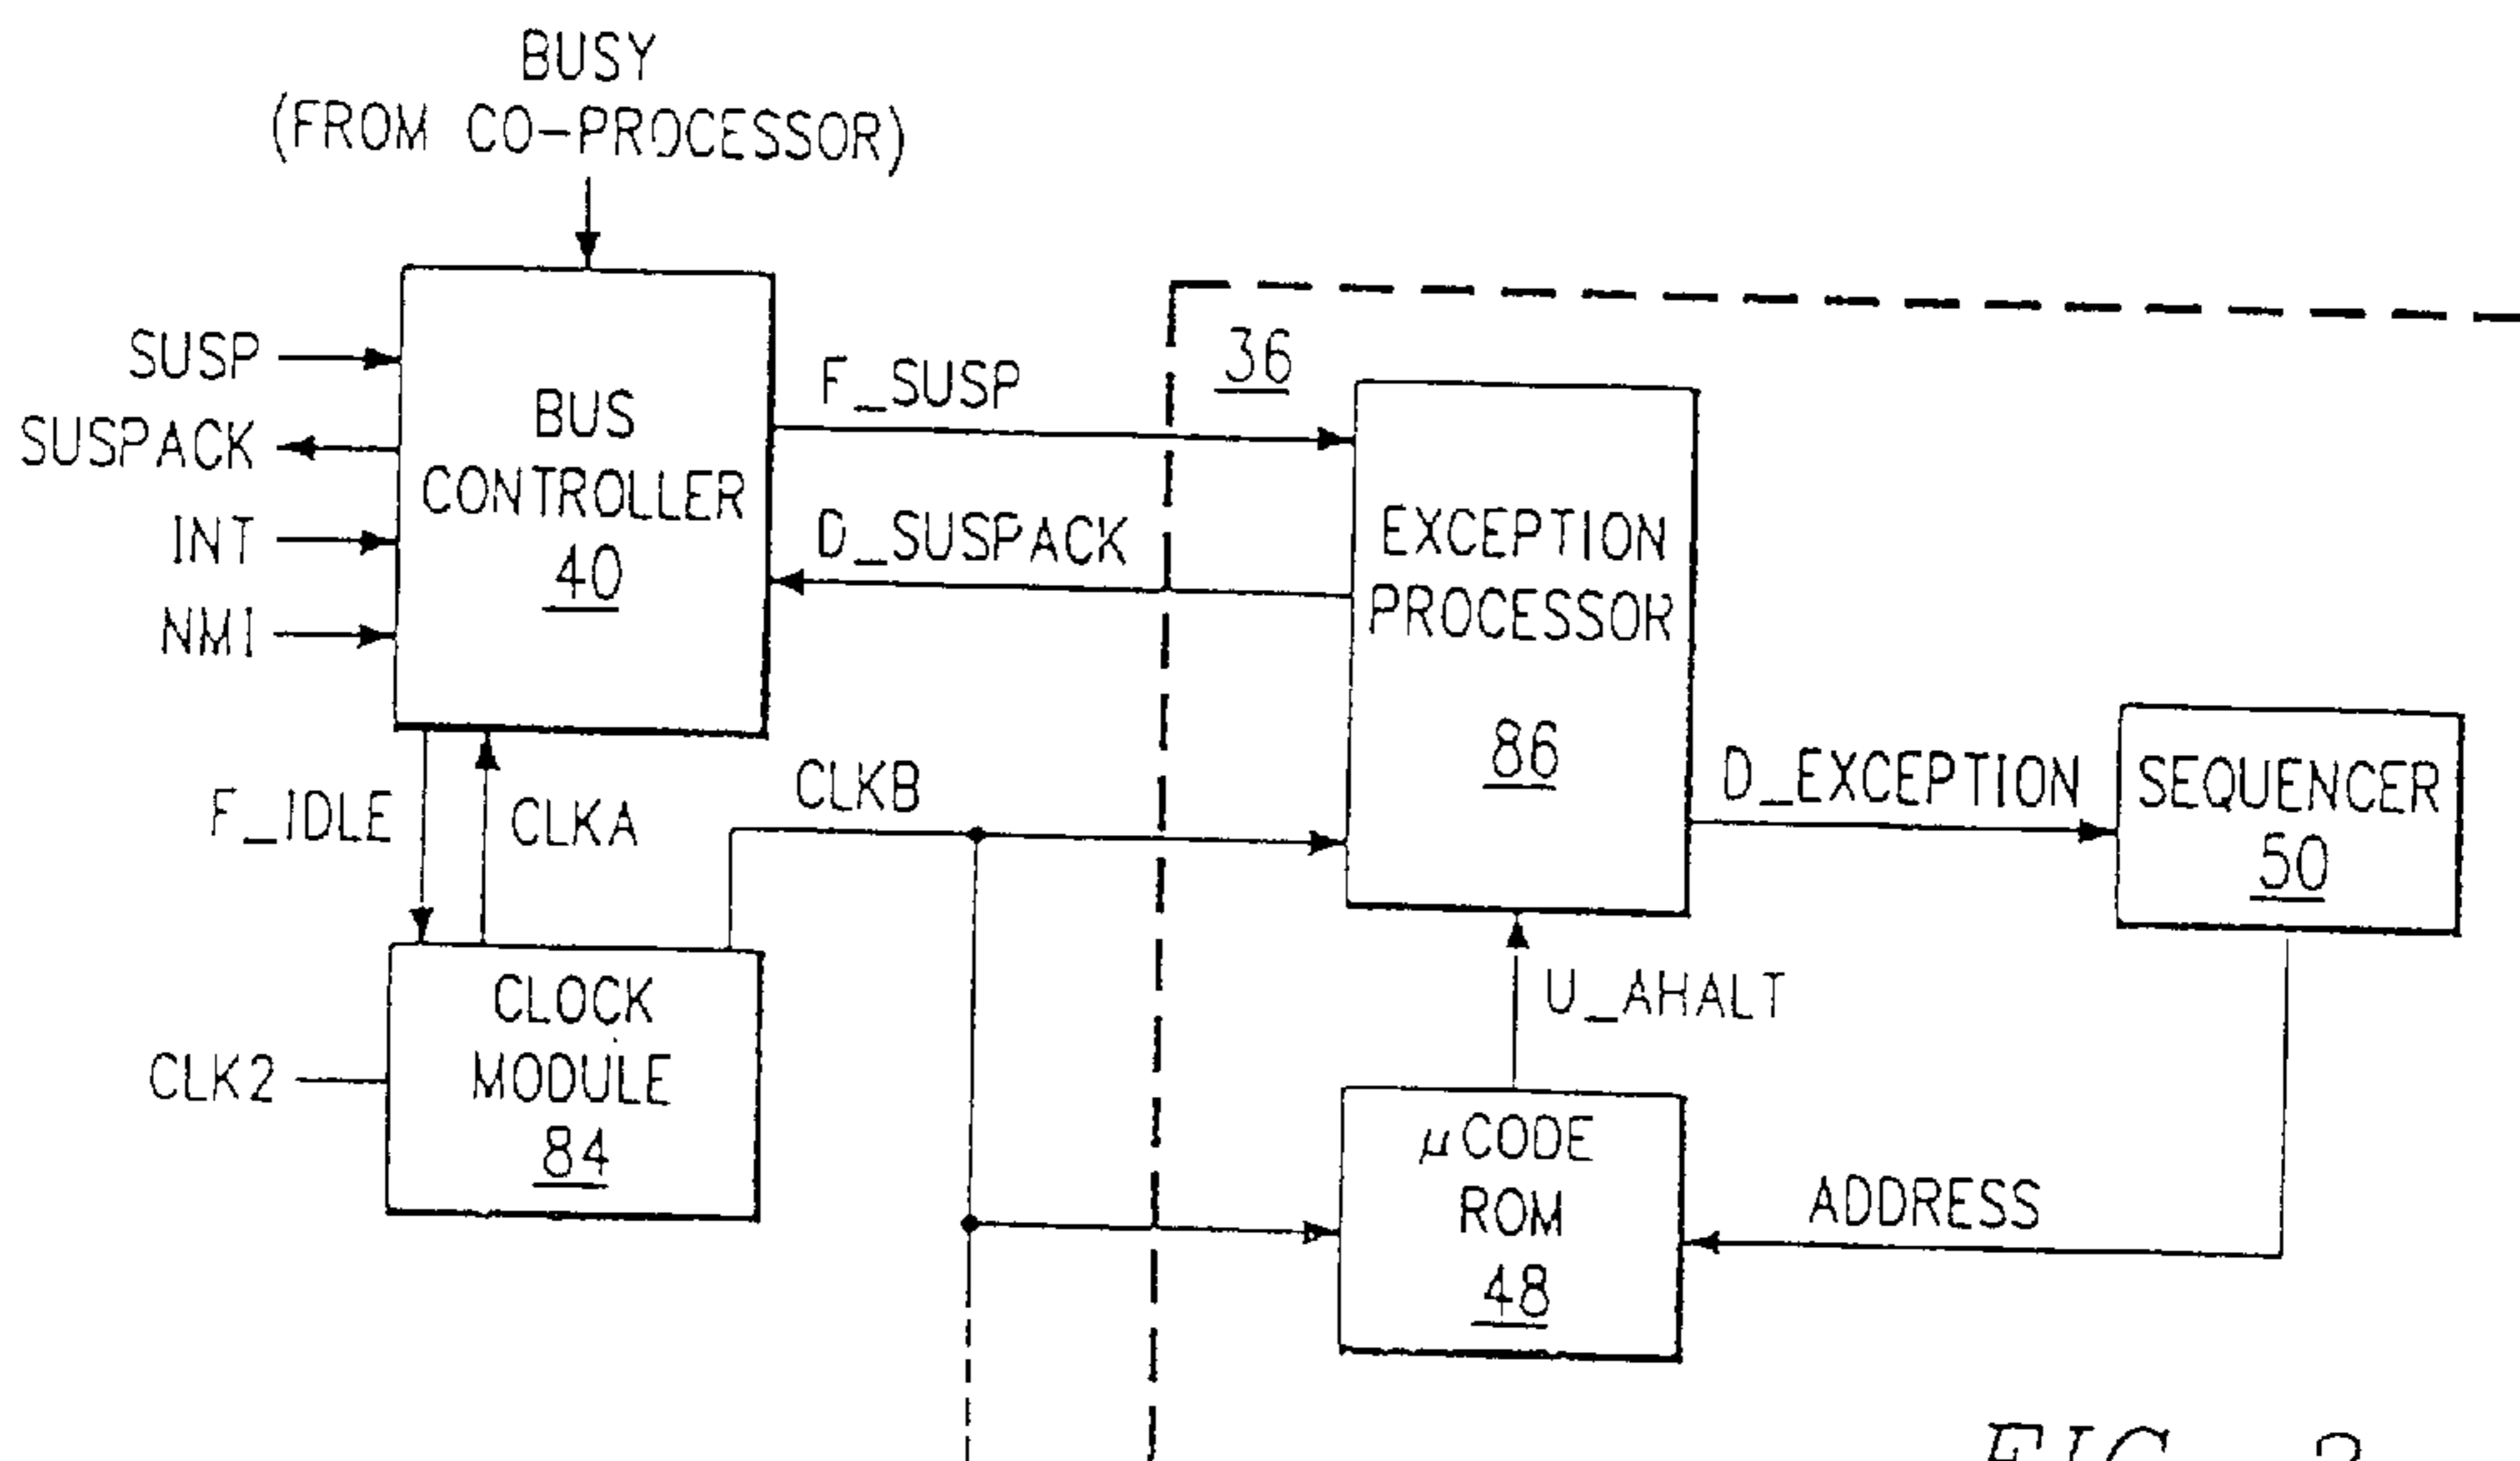 BUSY
(FROM CO-PROCESSOR)
SUSP
SUSPACK
INT
NMI
BUS
CONTROLLER
40
F_SUSP
D_SUSPACK
36
EXCEPTION
PROCESSOR
86
D_EXCEPTION
SEQUENCER
50
F_IDLE
CLKA
CLKB
CLOCK
MODULE
84
CLK2
U_AHALT
μCODE
ROM
48
ADDRESS